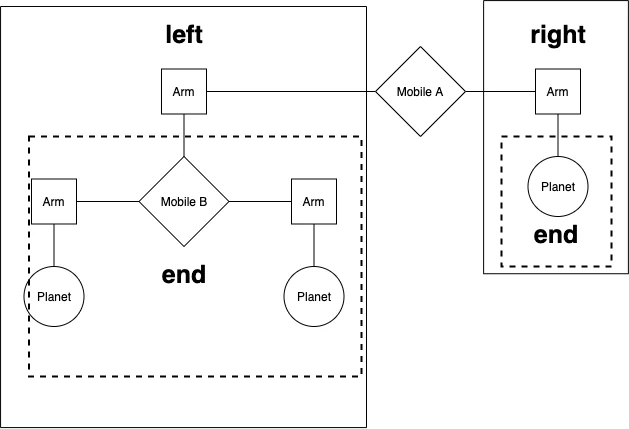 left
right
Arm
Mobile A
Arm
Arm
Mobile B
Arm
Planet
end
end
Planet
Planet